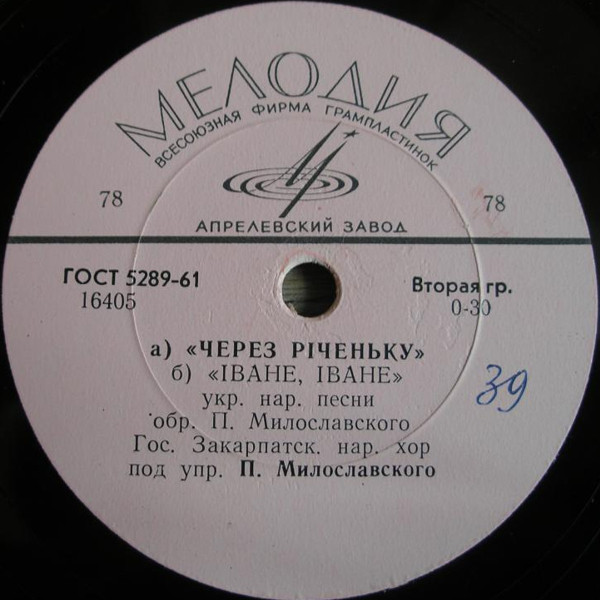 МЕЛОДИЯ
ВСЕСОЮЗНАЯ ФИРМА ГРАМПЛАСТИНОК
78
78
АПРЕЛЕВСКИЙ ЗАВОД
ГОСТ 5289-61
Вторая гр.
16405
0-30
а) «ЧЕРЕЗ РІЧЕНЬКУ»
б) «ІВАНЕ, ІВАНЕ»
39
укр. нар. песни
обр. П. Милославского
Гос. Закарпатск. нар. хор
под упр. П. Милославского